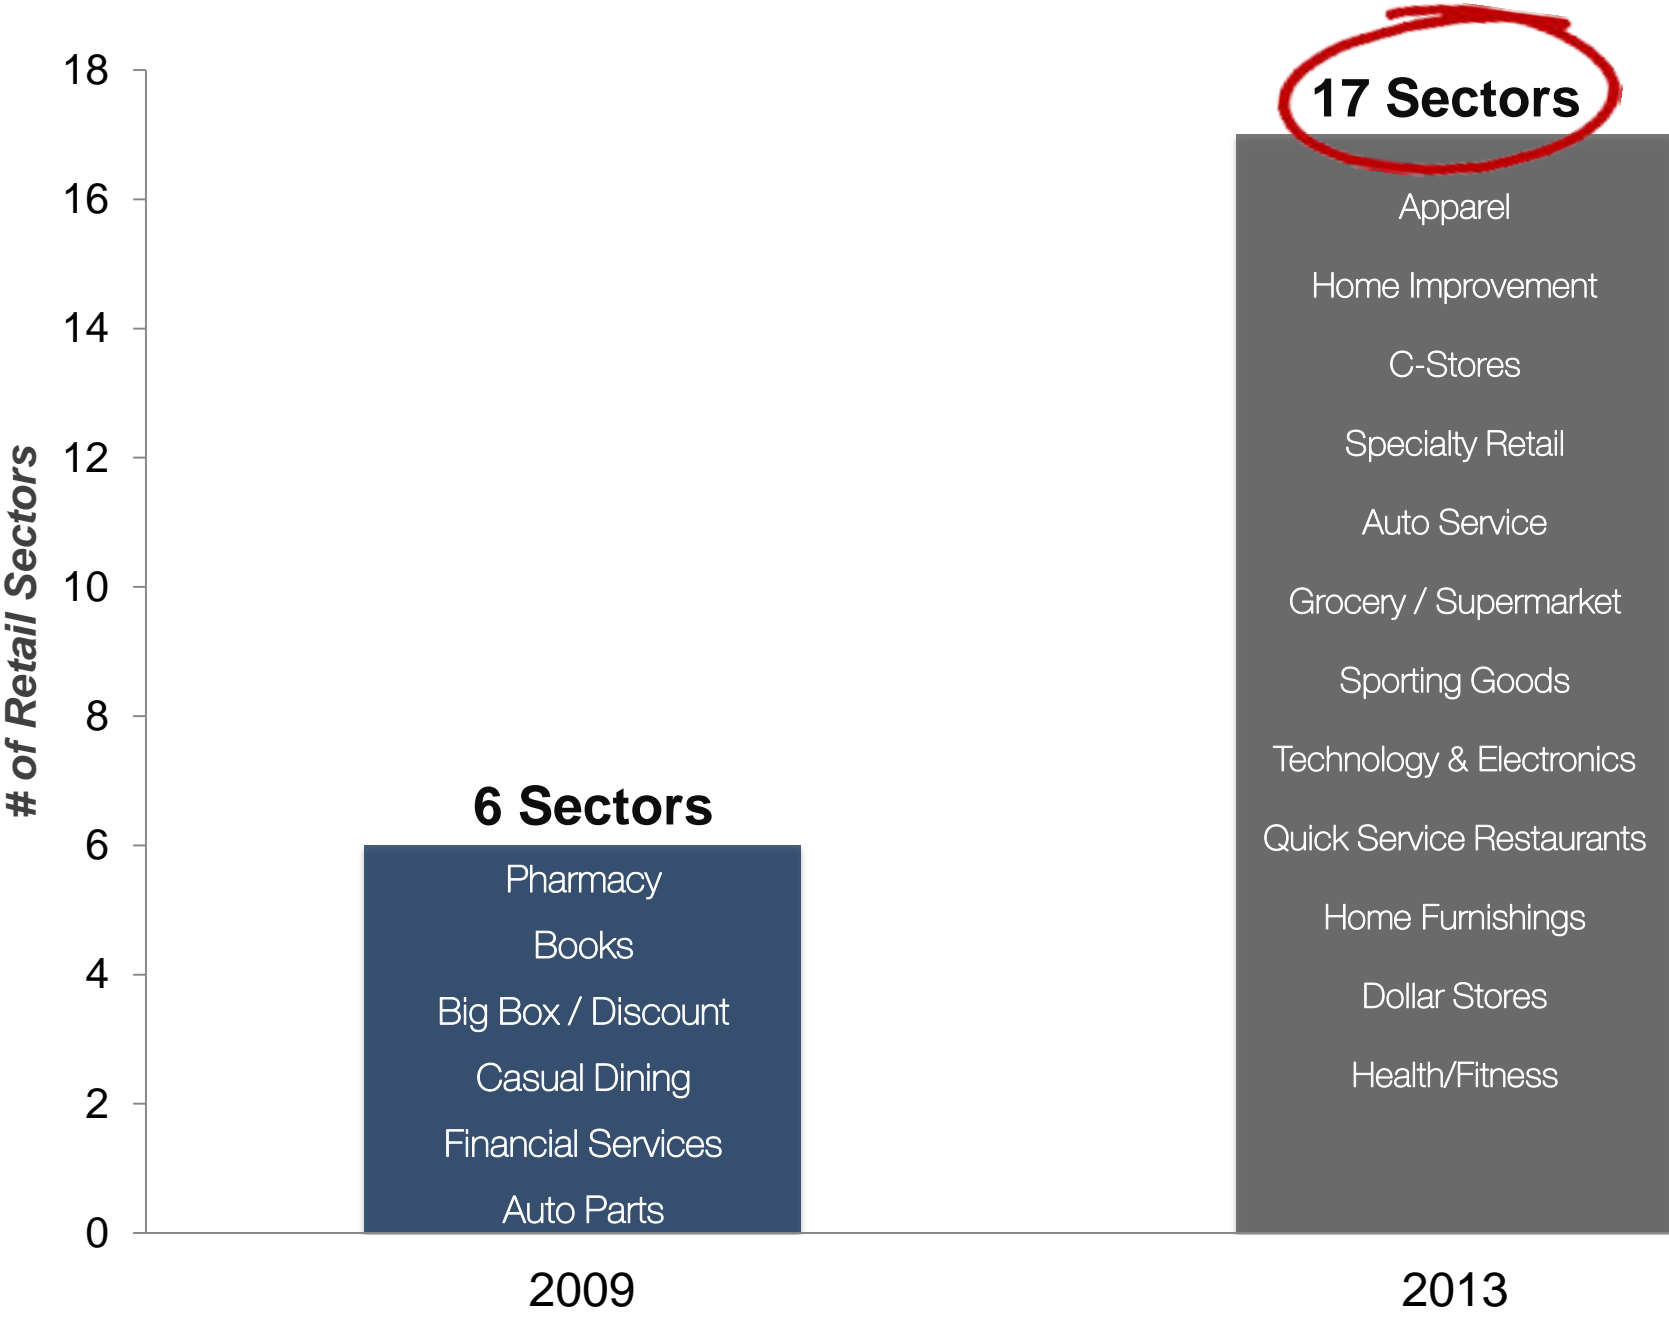 # of Retail Sectors
18
16
14
12
10
8
6
4
2
0
6 Sectors
Pharmacy
Books
Big Box / Discount
Casual Dining
Financial Services
Auto Parts
2009
17 Sectors
Apparel
Home Improvement
C-Stores
Specialty Retail
Auto Service
Grocery / Supermarket
Sporting Goods
Technology & Electronics
Quick Service Restaurants
Home Furnishings
Dollar Stores
Health/Fitness
2013